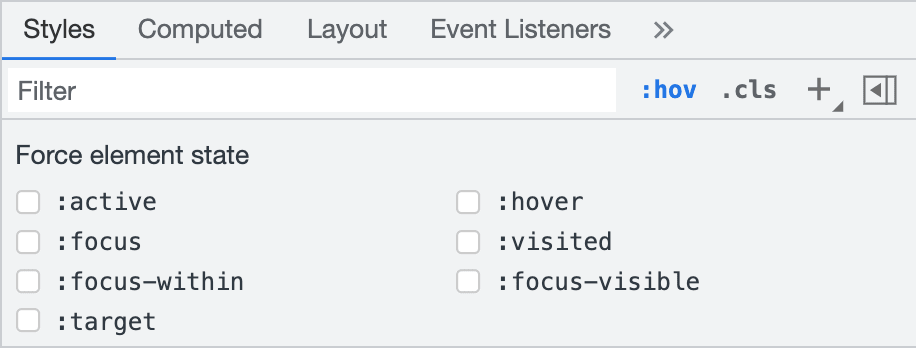 Styles Computed Layout Event Listeners »
Filter :hov .cls +
Force element state
:active :hover
:focus :visited
:focus-within :focus-visible
:target